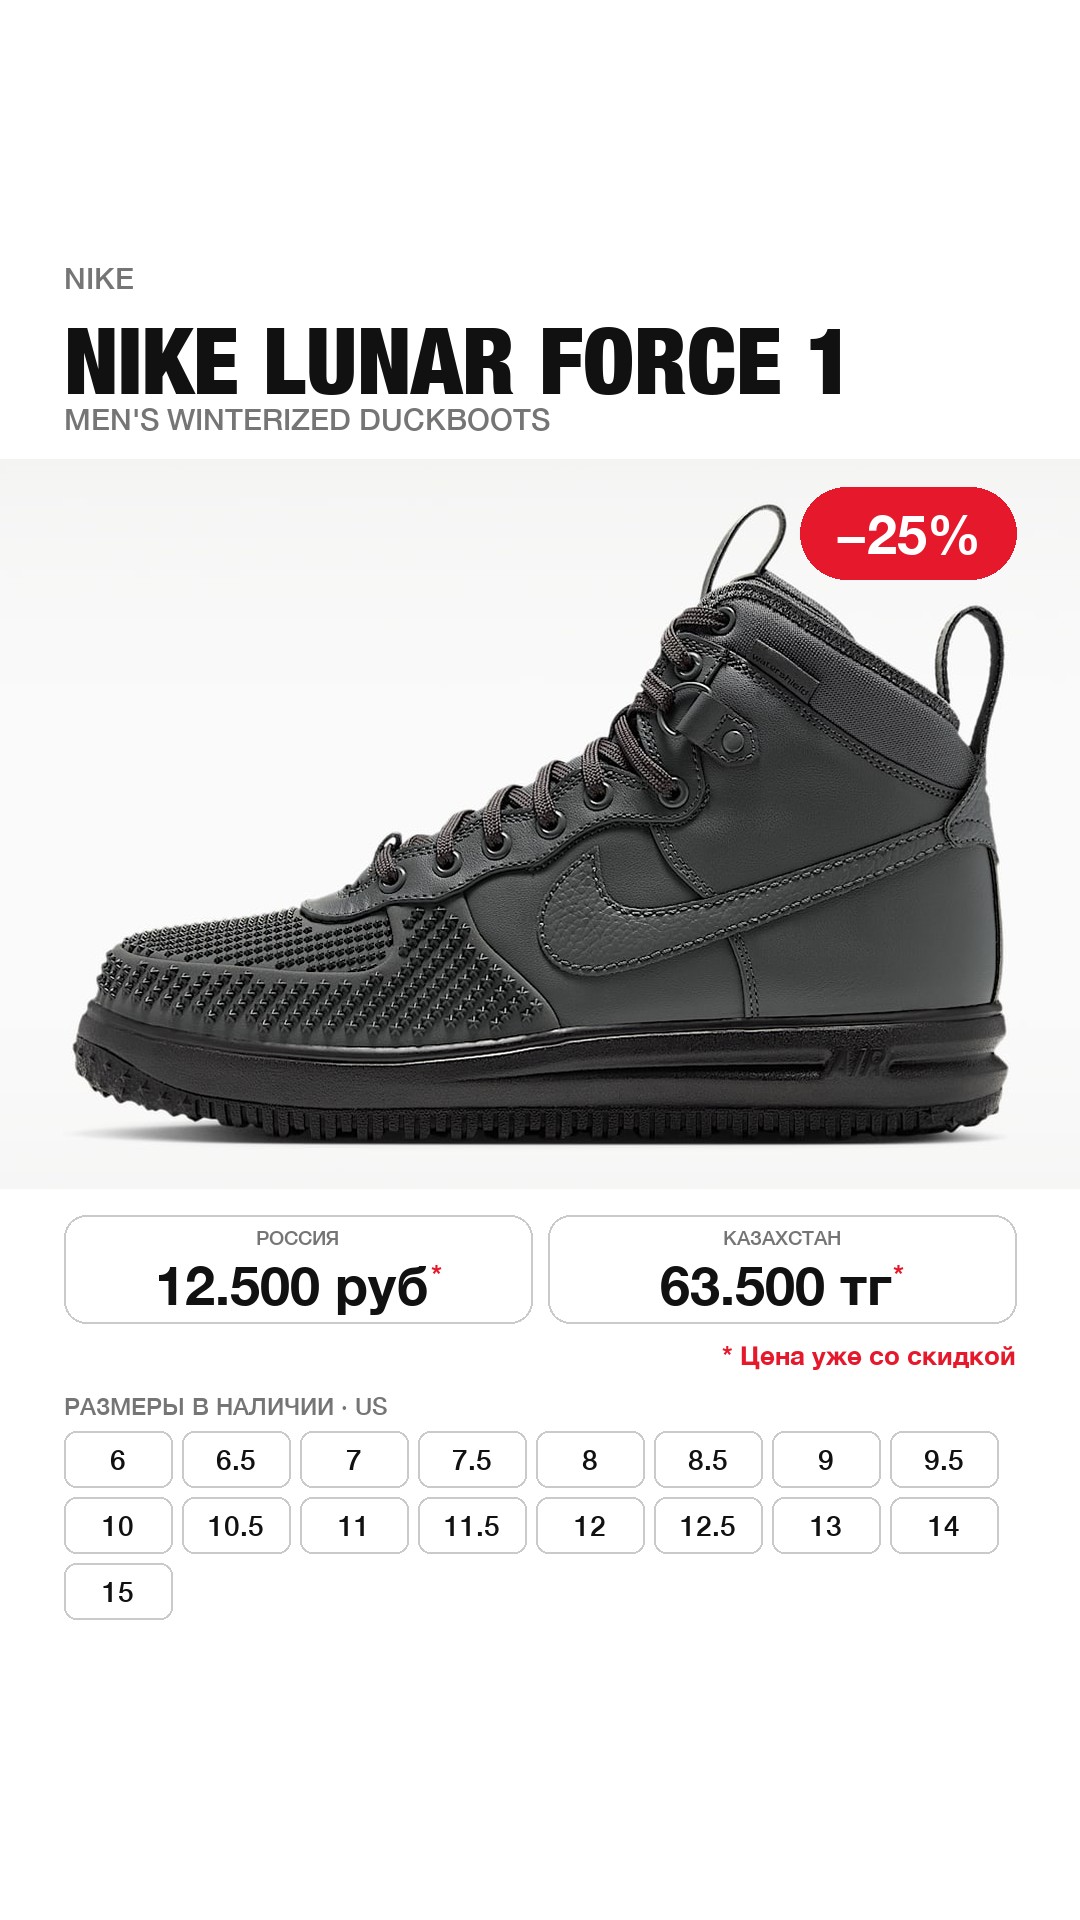 NIKE
NIKE LUNAR FORCE 1
MEN'S WINTERIZED DUCKBOOTS
–25%
watershield
AIR
РОССИЯ
12.500 руб*
КАЗАХСТАН
63.500 тг*
* Цена уже со скидкой
РАЗМЕРЫ В НАЛИЧИИ · US
6 6.5 7 7.5 8 8.5 9 9.5
10 10.5 11 11.5 12 12.5 13 14
15